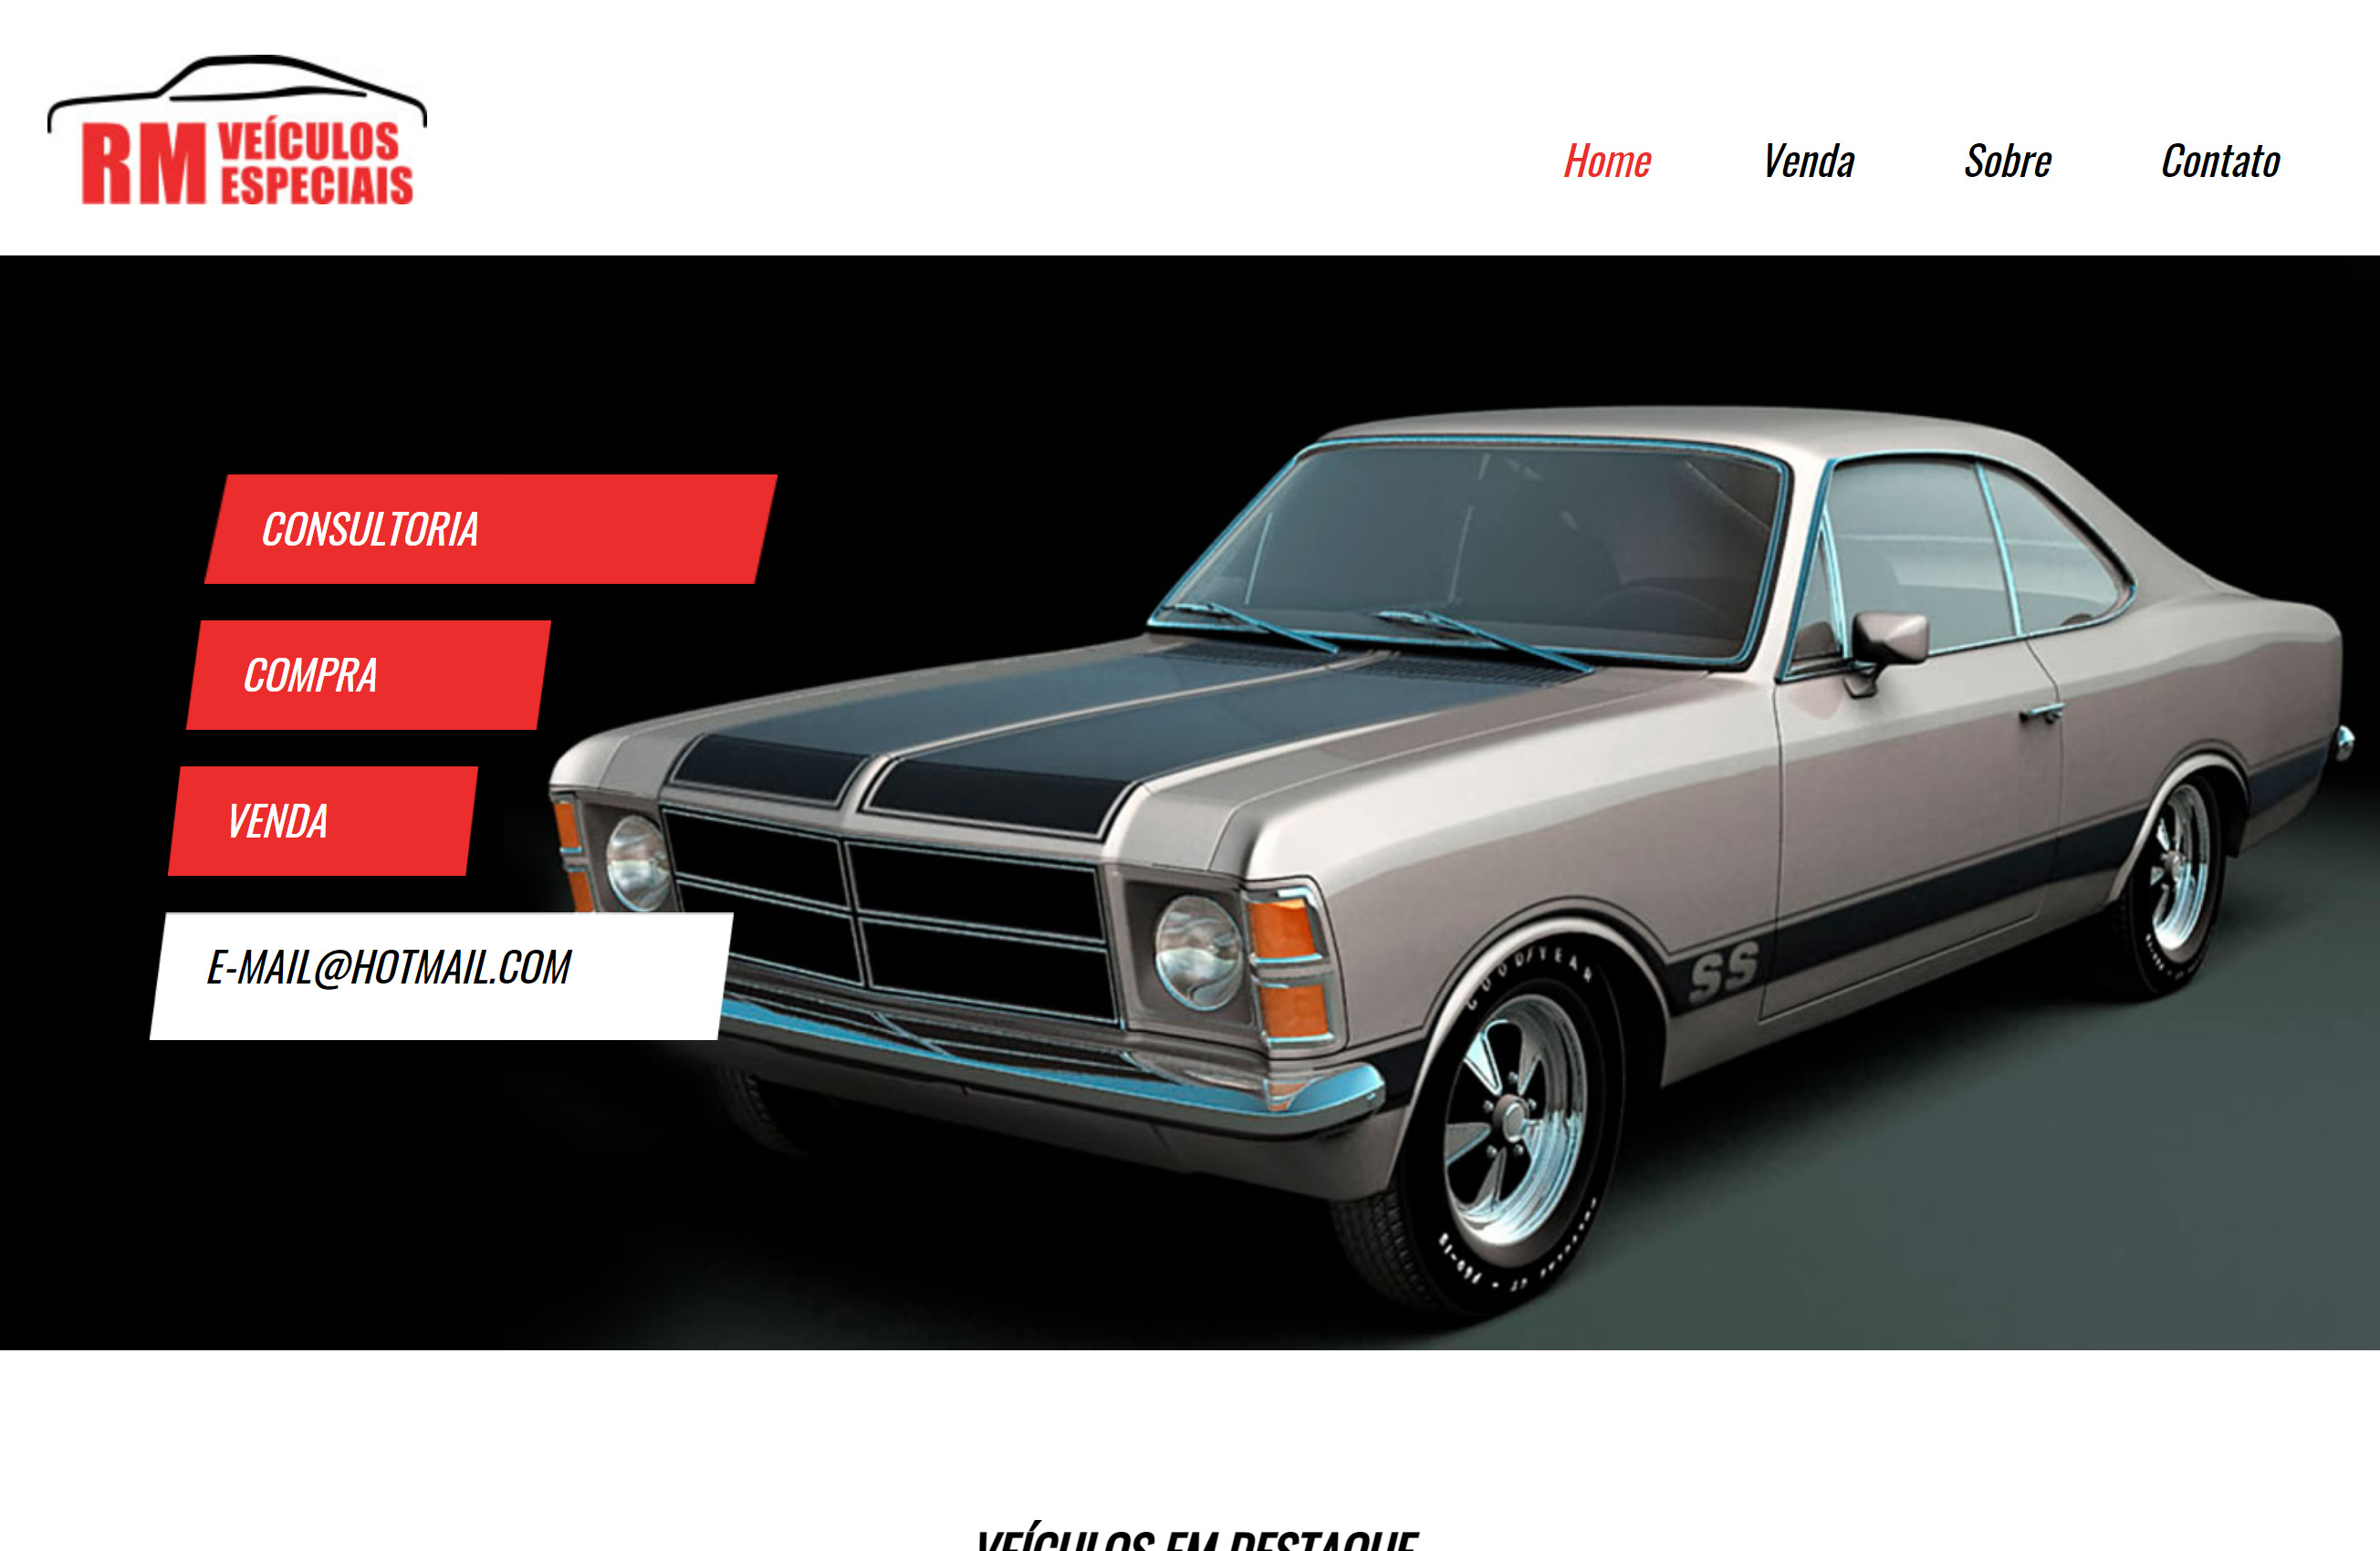 RM VEÍCULOS
ESPECIAIS
Home Venda Sobre Contato
CONSULTORIA
COMPRA
VENDA
E-MAIL@HOTMAIL.COM
GOODYEAR
SS
VEÍCULOS EM DESTAQUE